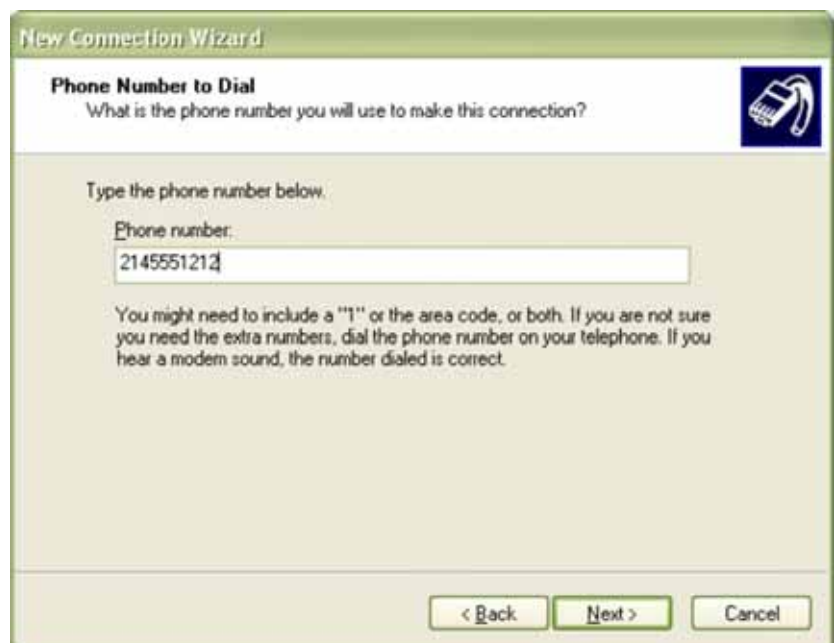 New Connection Wizard
Phone Number to Dial
What is the phone number you will use to make this connection?
Type the phone number below.
Phone number:
2145551212
You might need to include a "1" or the area code, or both. If you are not sure
you need the extra numbers, dial the phone number on your telephone. If you
hear a modem sound, the number dialed is correct.
< Back
Next >
Cancel